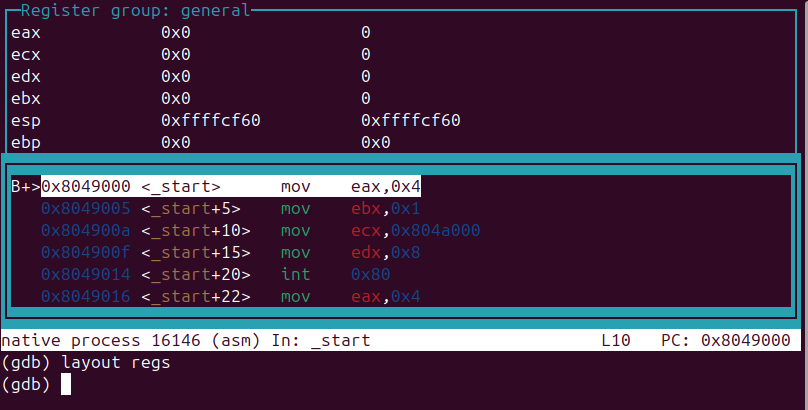 Register group: general
eax 0x0 0
ecx 0x0 0
edx 0x0 0
ebx 0x0 0
esp 0xffffcf60 0xffffcf60
ebp 0x0 0x0
B+>0x8049000 <_start> mov eax,0x4
0x8049005 <_start+5> mov ebx,0x1
0x804900a <_start+10> mov ecx,0x804a000
0x804900f <_start+15> mov edx,0x8
0x8049014 <_start+20> int 0x80
0x8049016 <_start+22> mov eax,0x4
native process 16146 (asm) In: _start L10 PC: 0x8049000
(gdb) layout regs
(gdb)